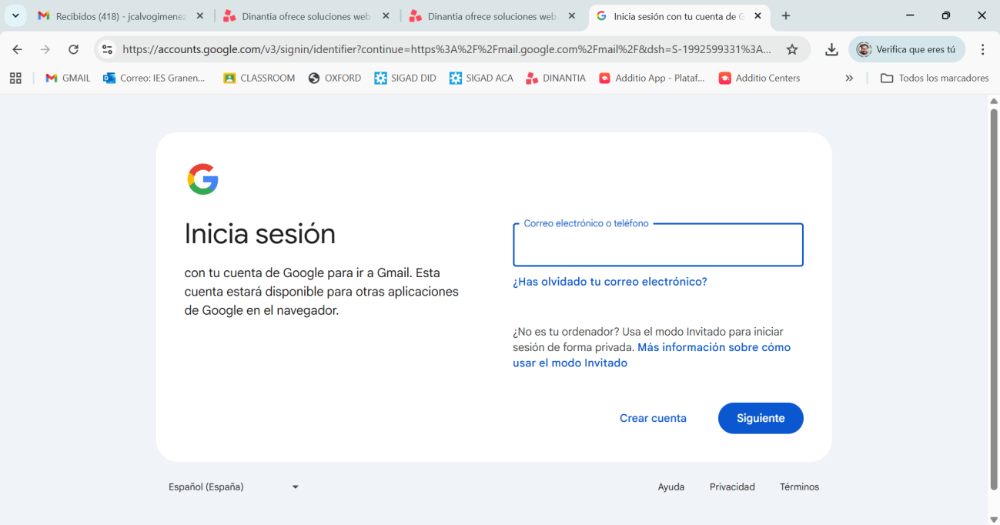 Recibidos (418) - jcalvogimenez
Dinantia ofrece soluciones web
Dinantia ofrece soluciones web
Inicia sesión con tu cuenta de G
https://accounts.google.com/v3/signin/identifier?continue=https%3A%2F%2Fmail.google.com%2Fmail%2F&dsh=S-1992599331%3A...
Verifica que eres tú
GMAIL
Correo: IES Granen...
CLASSROOM
OXFORD
SIGAD DID
SIGAD ACA
DINANTIA
Additio App - Plataf...
Additio Centers
Todos los marcadores
Inicia sesión
con tu cuenta de Google para ir a Gmail. Esta
cuenta estará disponible para otras aplicaciones
de Google en el navegador.
Correo electrónico o teléfono
¿Has olvidado tu correo electrónico?
¿No es tu ordenador? Usa el modo Invitado para iniciar
sesión de forma privada. Más información sobre cómo
usar el modo Invitado
Crear cuenta
Siguiente
Español (España)
Ayuda
Privacidad
Términos